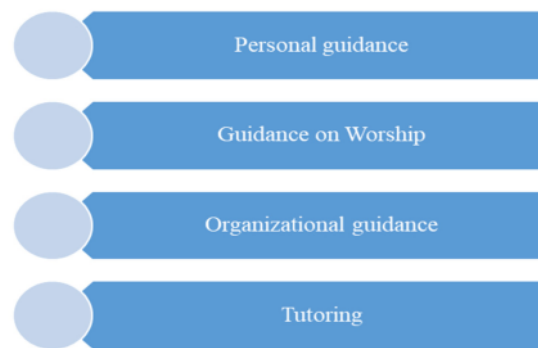 Personal guidance
Guidance on Worship
Organizational guidance
Tutoring